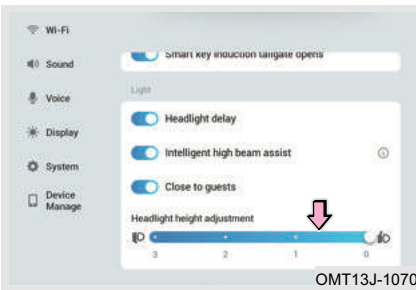 Wi-Fi
Smart key induction tailgate opens
Sound
Light
Voice
Headlight delay
Display
Intelligent high beam assist
System
Close to guests
Device
Manage
Headlight height adjustment
3 2 1 0
OMT13J-1070